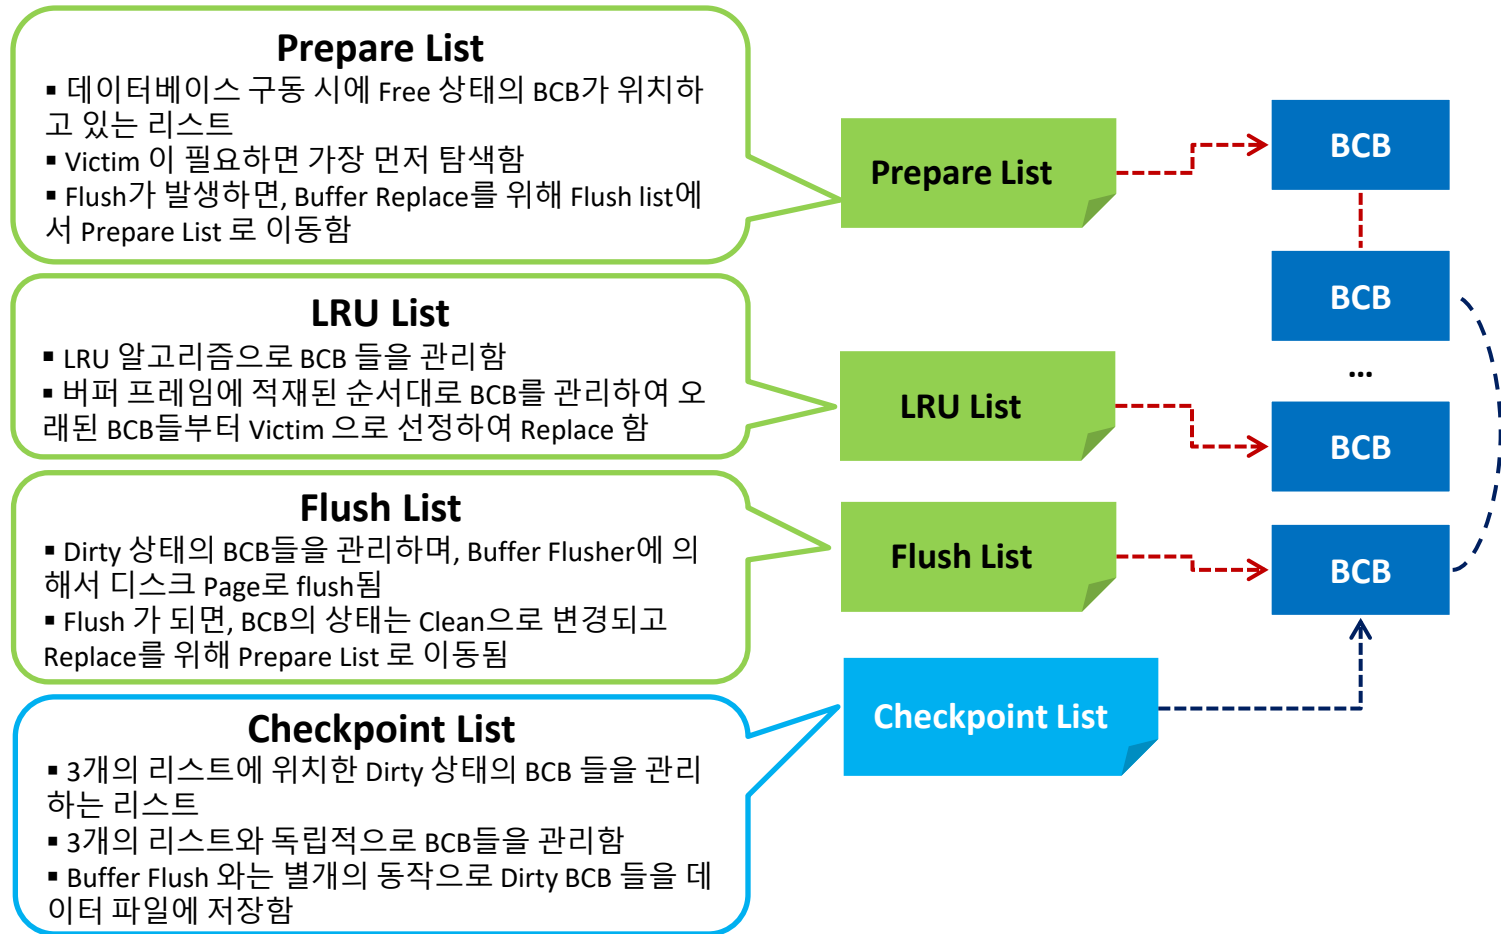 Prepare List
▪ 데이터베이스 구동 시에 Free 상태의 BCB가 위치하
고 있는 리스트
▪ Victim 이 필요하면 가장 먼저 탐색함
▪ Flush가 발생하면, Buffer Replace를 위해 Flush list에
서 Prepare List 로 이동함
LRU List
▪ LRU 알고리즘으로 BCB 들을 관리함
▪ 버퍼 프레임에 적재된 순서대로 BCB를 관리하여 오
래된 BCB들부터 Victim 으로 선정하여 Replace 함
Flush List
▪ Dirty 상태의 BCB들을 관리하며, Buffer Flusher에 의
해서 디스크 Page로 flush됨
▪ Flush 가 되면, BCB의 상태는 Clean으로 변경되고
Replace를 위해 Prepare List 로 이동됨
Checkpoint List
▪ 3개의 리스트에 위치한 Dirty 상태의 BCB 들을 관리
하는 리스트
▪ 3개의 리스트와 독립적으로 BCB들을 관리함
▪ Buffer Flush 와는 별개의 동작으로 Dirty BCB 들을 데
이터 파일에 저장함
Prepare List
LRU List
Flush List
Checkpoint List
BCB
BCB
...
BCB
BCB